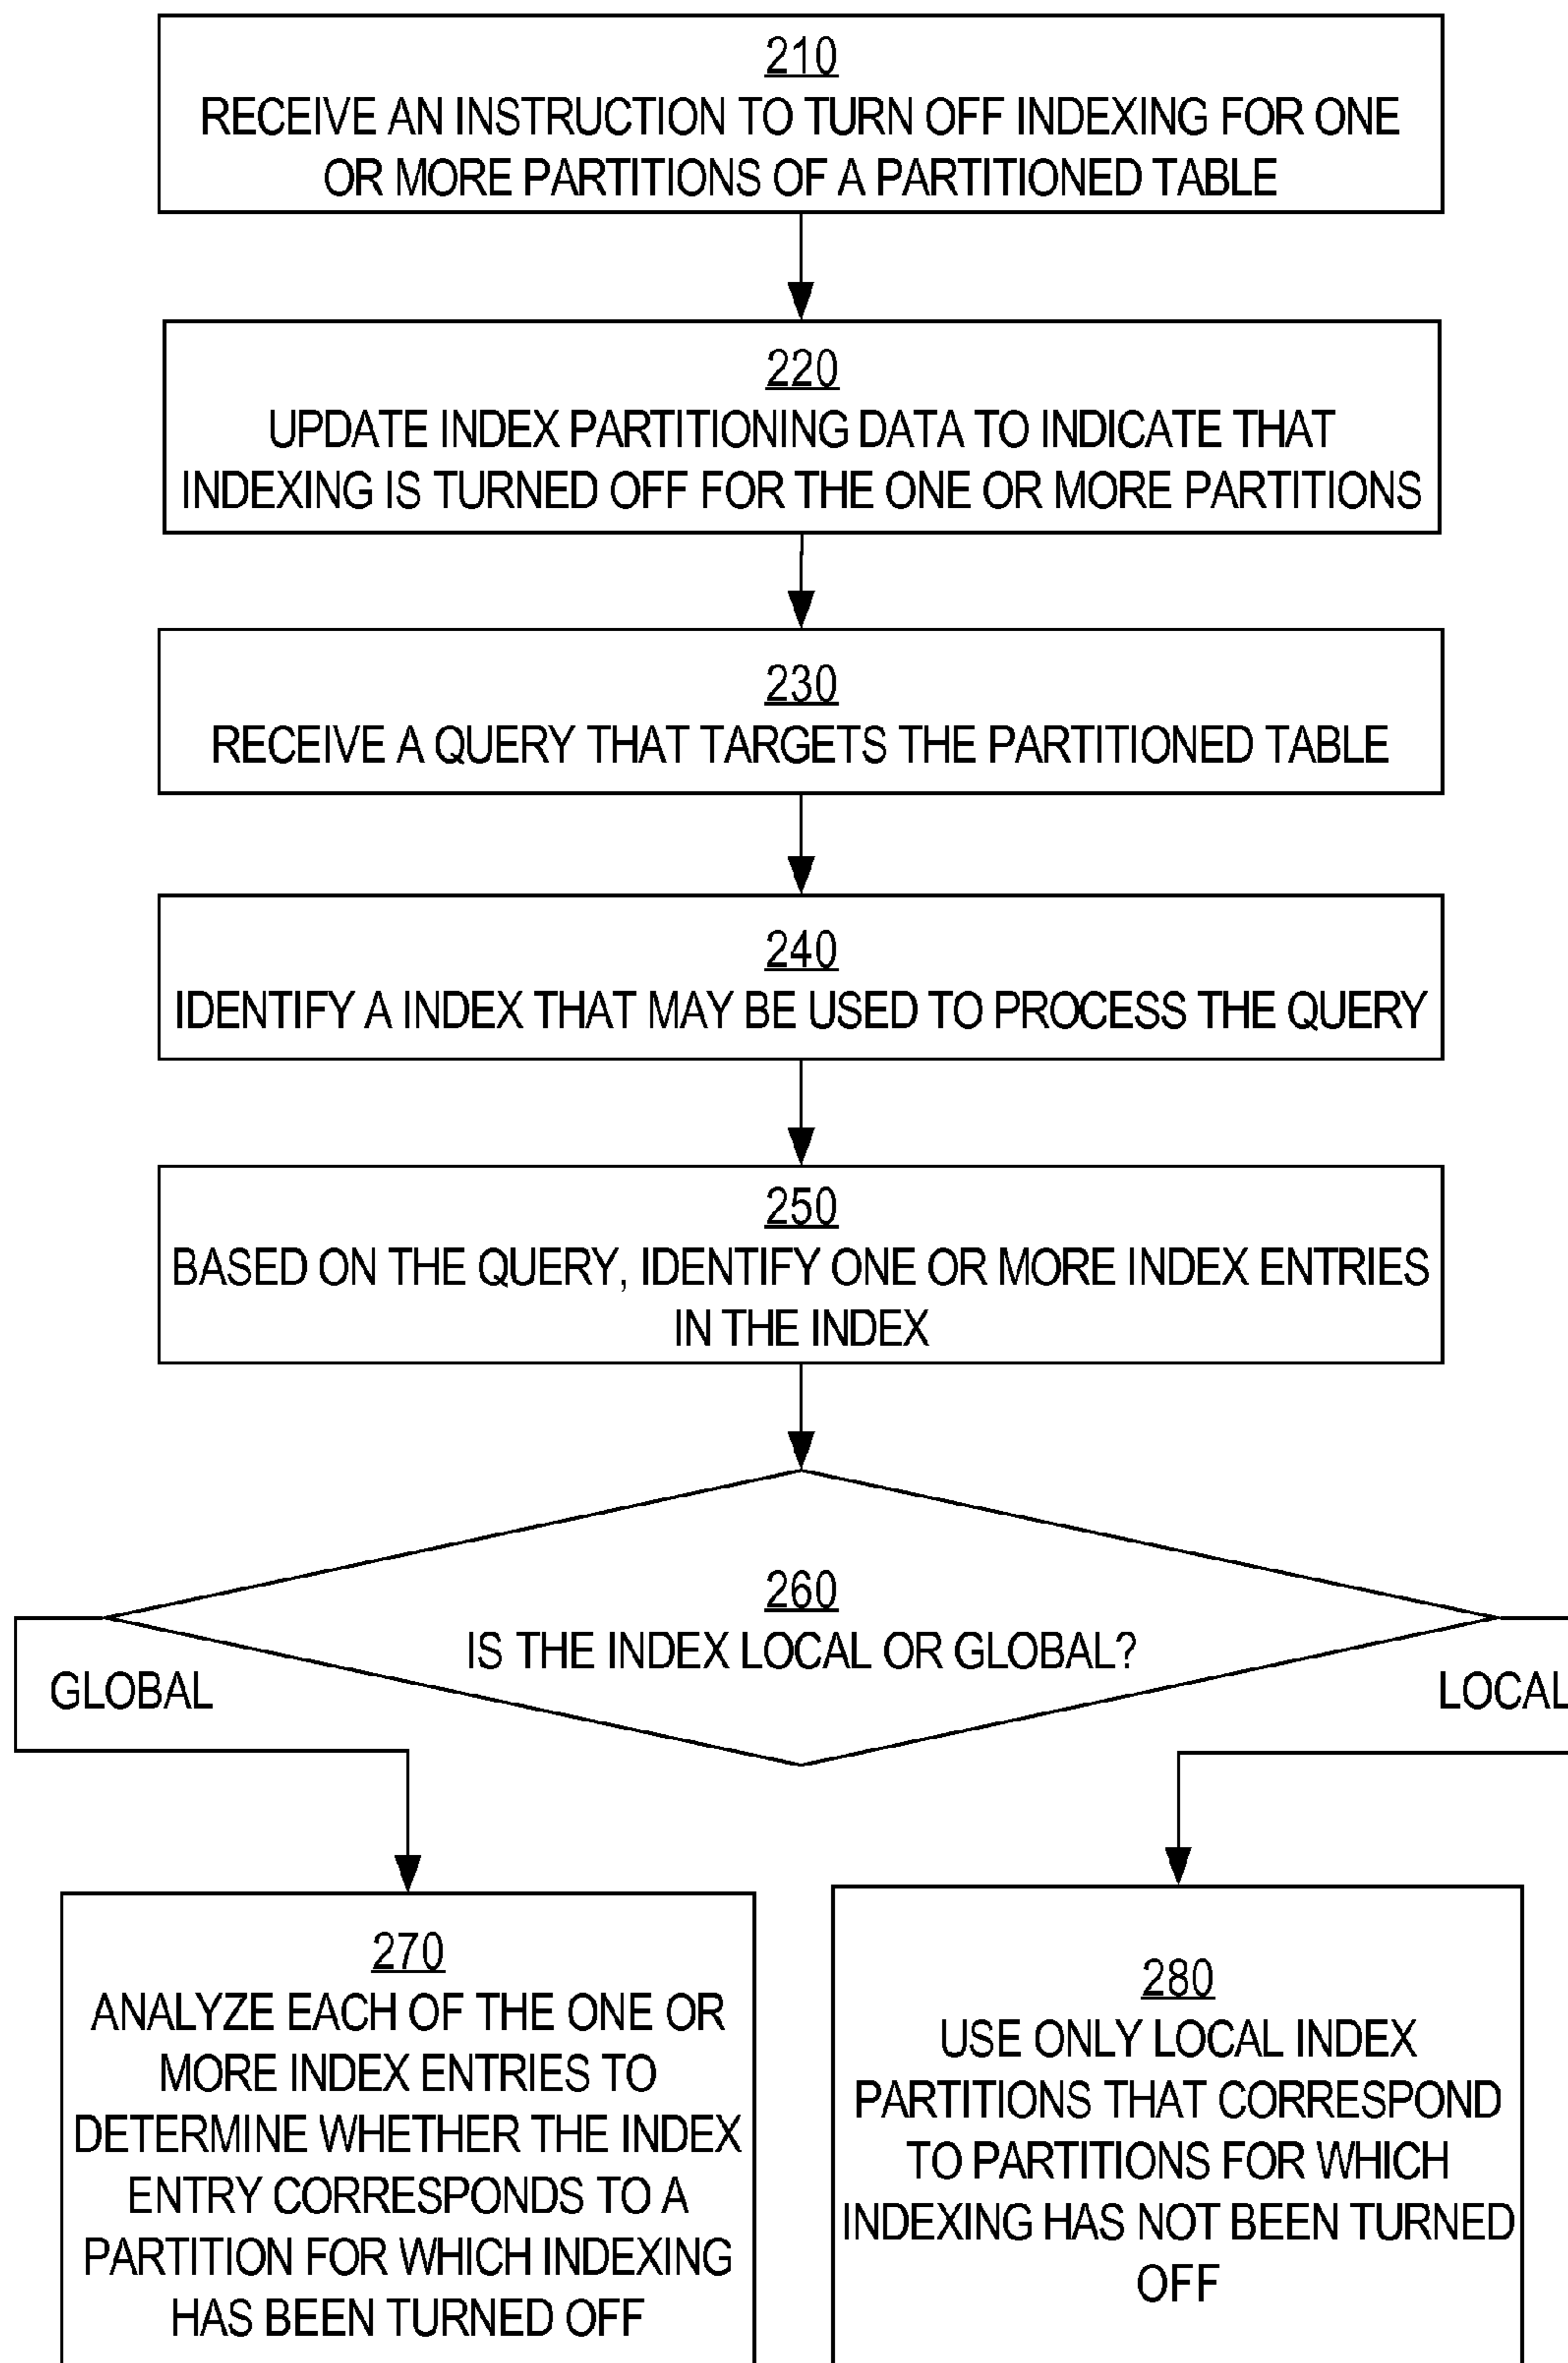 210
RECEIVE AN INSTRUCTION TO TURN OFF INDEXING FOR ONE
OR MORE PARTITIONS OF A PARTITIONED TABLE
220
UPDATE INDEX PARTITIONING DATA TO INDICATE THAT
INDEXING IS TURNED OFF FOR THE ONE OR MORE PARTITIONS
230
RECEIVE A QUERY THAT TARGETS THE PARTITIONED TABLE
240
IDENTIFY A INDEX THAT MAY BE USED TO PROCESS THE QUERY
250
BASED ON THE QUERY, IDENTIFY ONE OR MORE INDEX ENTRIES
IN THE INDEX
260
IS THE INDEX LOCAL OR GLOBAL?
GLOBAL
LOCAL
270
ANALYZE EACH OF THE ONE OR
MORE INDEX ENTRIES TO
DETERMINE WHETHER THE INDEX
ENTRY CORRESPONDS TO A
PARTITION FOR WHICH INDEXING
HAS BEEN TURNED OFF
280
USE ONLY LOCAL INDEX
PARTITIONS THAT CORRESPOND
TO PARTITIONS FOR WHICH
INDEXING HAS NOT BEEN TURNED
OFF